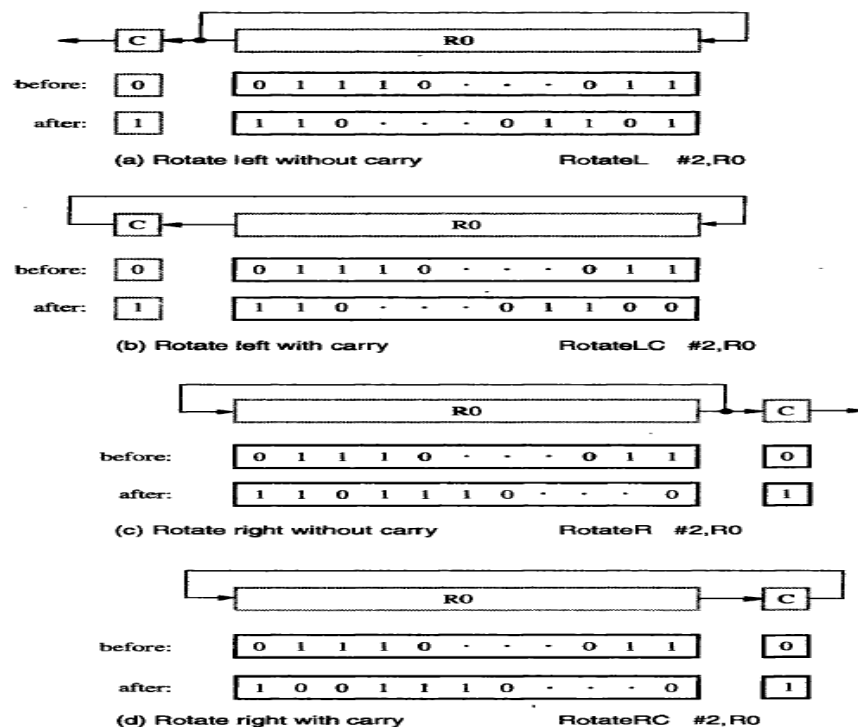 C R0
before: 0 0 1 1 1 0 · · · 0 1 1
after: 1 1 1 0 · · · 0 1 1 0 1
(a) Rotate left without carry RotateL #2,R0
C R0
before: 0 0 1 1 1 0 · · · 0 1 1
after: 1 1 1 0 · · · 0 1 1 0 0
(b) Rotate left with carry RotateLC #2,R0
R0 C
before: 0 1 1 1 0 · · · 0 1 1 0
after: 1 1 0 1 1 1 0 · · · 0 1
(c) Rotate right without carry RotateR #2,R0
R0 C
before: 0 1 1 1 0 · · · 0 1 1 0
after: 1 0 0 1 1 1 0 · · · 0 1
(d) Rotate right with carry RotateRC #2,R0